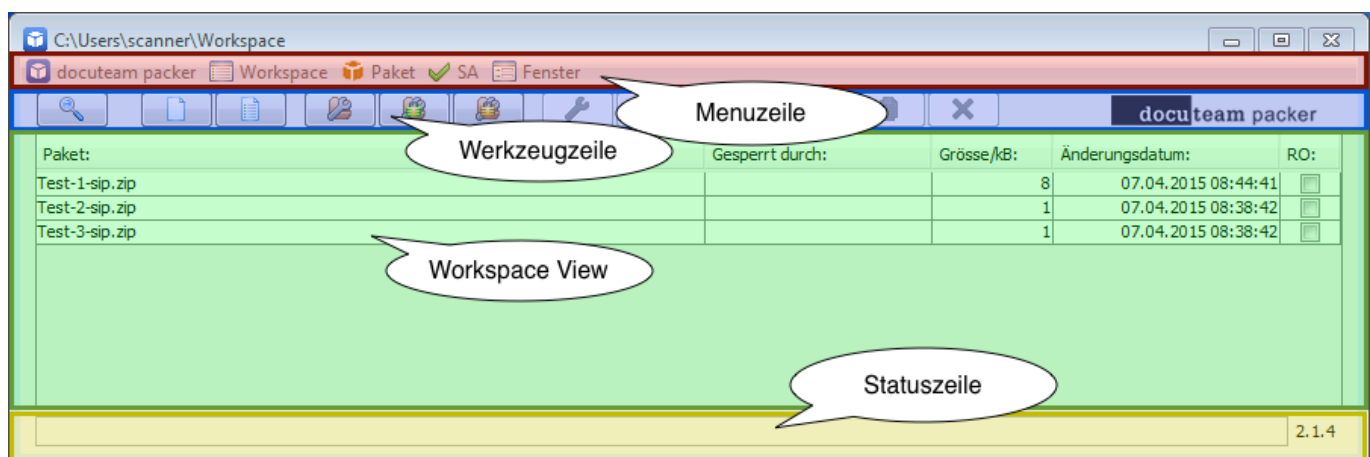 C:\Users\scanner\Workspace
docuteam packer Workspace Paket SA Fenster
Menuzeile
docuteam packer
Werkzeugzeile
Paket: Gesperrt durch: Grösse/kB: Änderungsdatum: RO:
Test-1-sip.zip 8 07.04.2015 08:44:41
Test-2-sip.zip 1 07.04.2015 08:38:42
Test-3-sip.zip 1 07.04.2015 08:38:42
Workspace View
Statuszeile
2.1.4